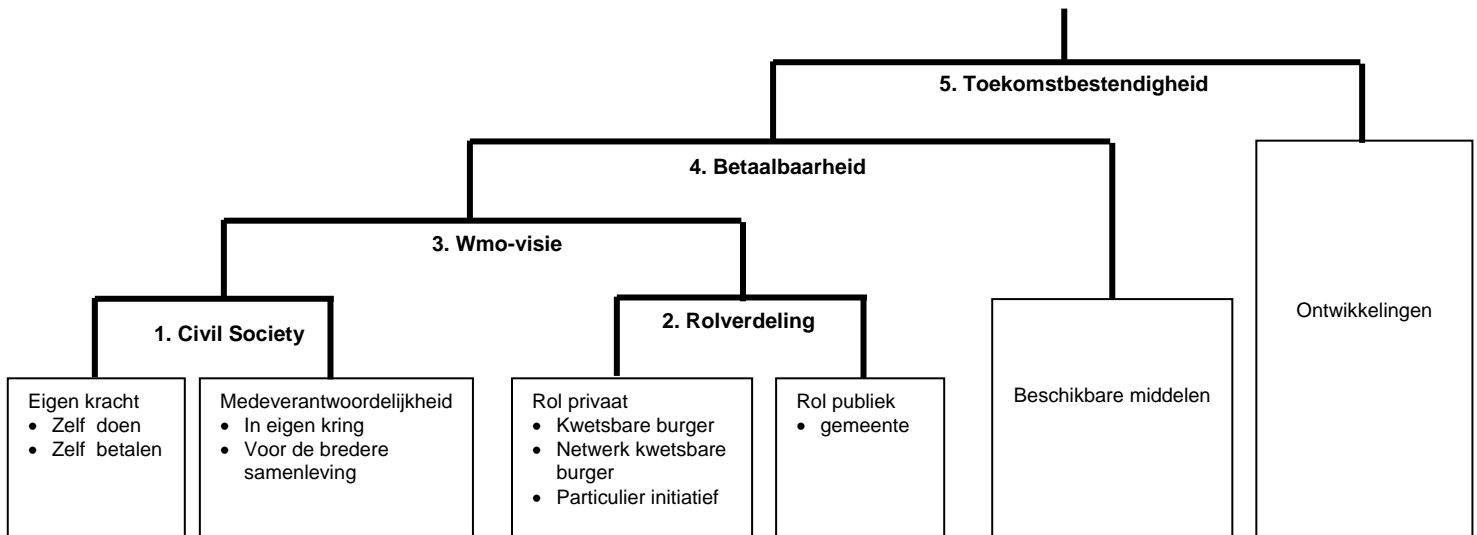 5. Toekomstbestendigheid
4. Betaalbaarheid
3. Wmo-visie
1. Civil Society
2. Rolverdeling
Eigen kracht
• Zelf doen
• Zelf betalen
Medeverantwoordelijkheid
• In eigen kring
• Voor de bredere
samenleving
Rol privaat
• Kwetsbare burger
• Netwerk kwetsbare
burger
• Particulier initiatief
Rol publiek
• gemeente
Beschikbare middelen
Ontwikkelingen